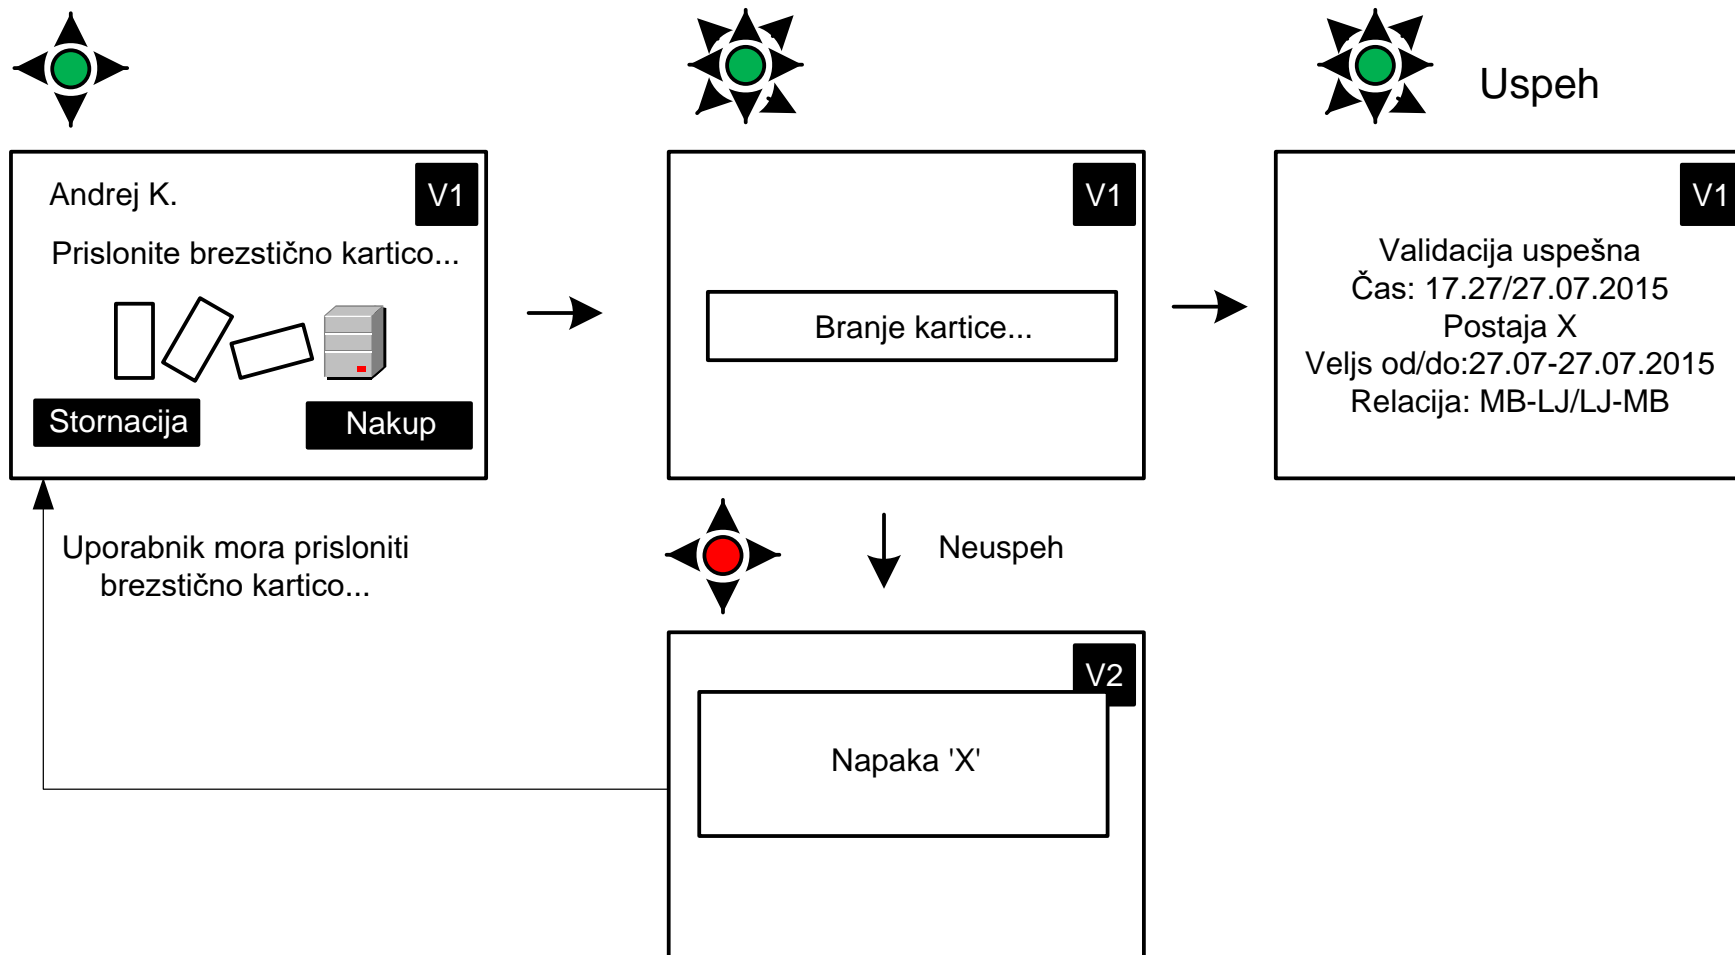 Uspeh
Andrej K.
V1
Prislonite brezstično kartico...
Stornacija
Nakup
V1
Branje kartice...
V1
Validacija uspešna
Čas: 17.27/27.07.2015
Postaja X
Veljs od/do:27.07-27.07.2015
Relacija: MB-LJ/LJ-MB
Uporabnik mora prisloniti
brezstično kartico...
Neuspeh
V2
Napaka 'X'